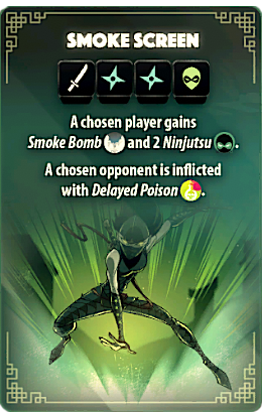 SMOKE SCREEN
A chosen player gains
Smoke Bomb and 2 Ninjutsu .
A chosen opponent is inflicted
with Delayed Poison .